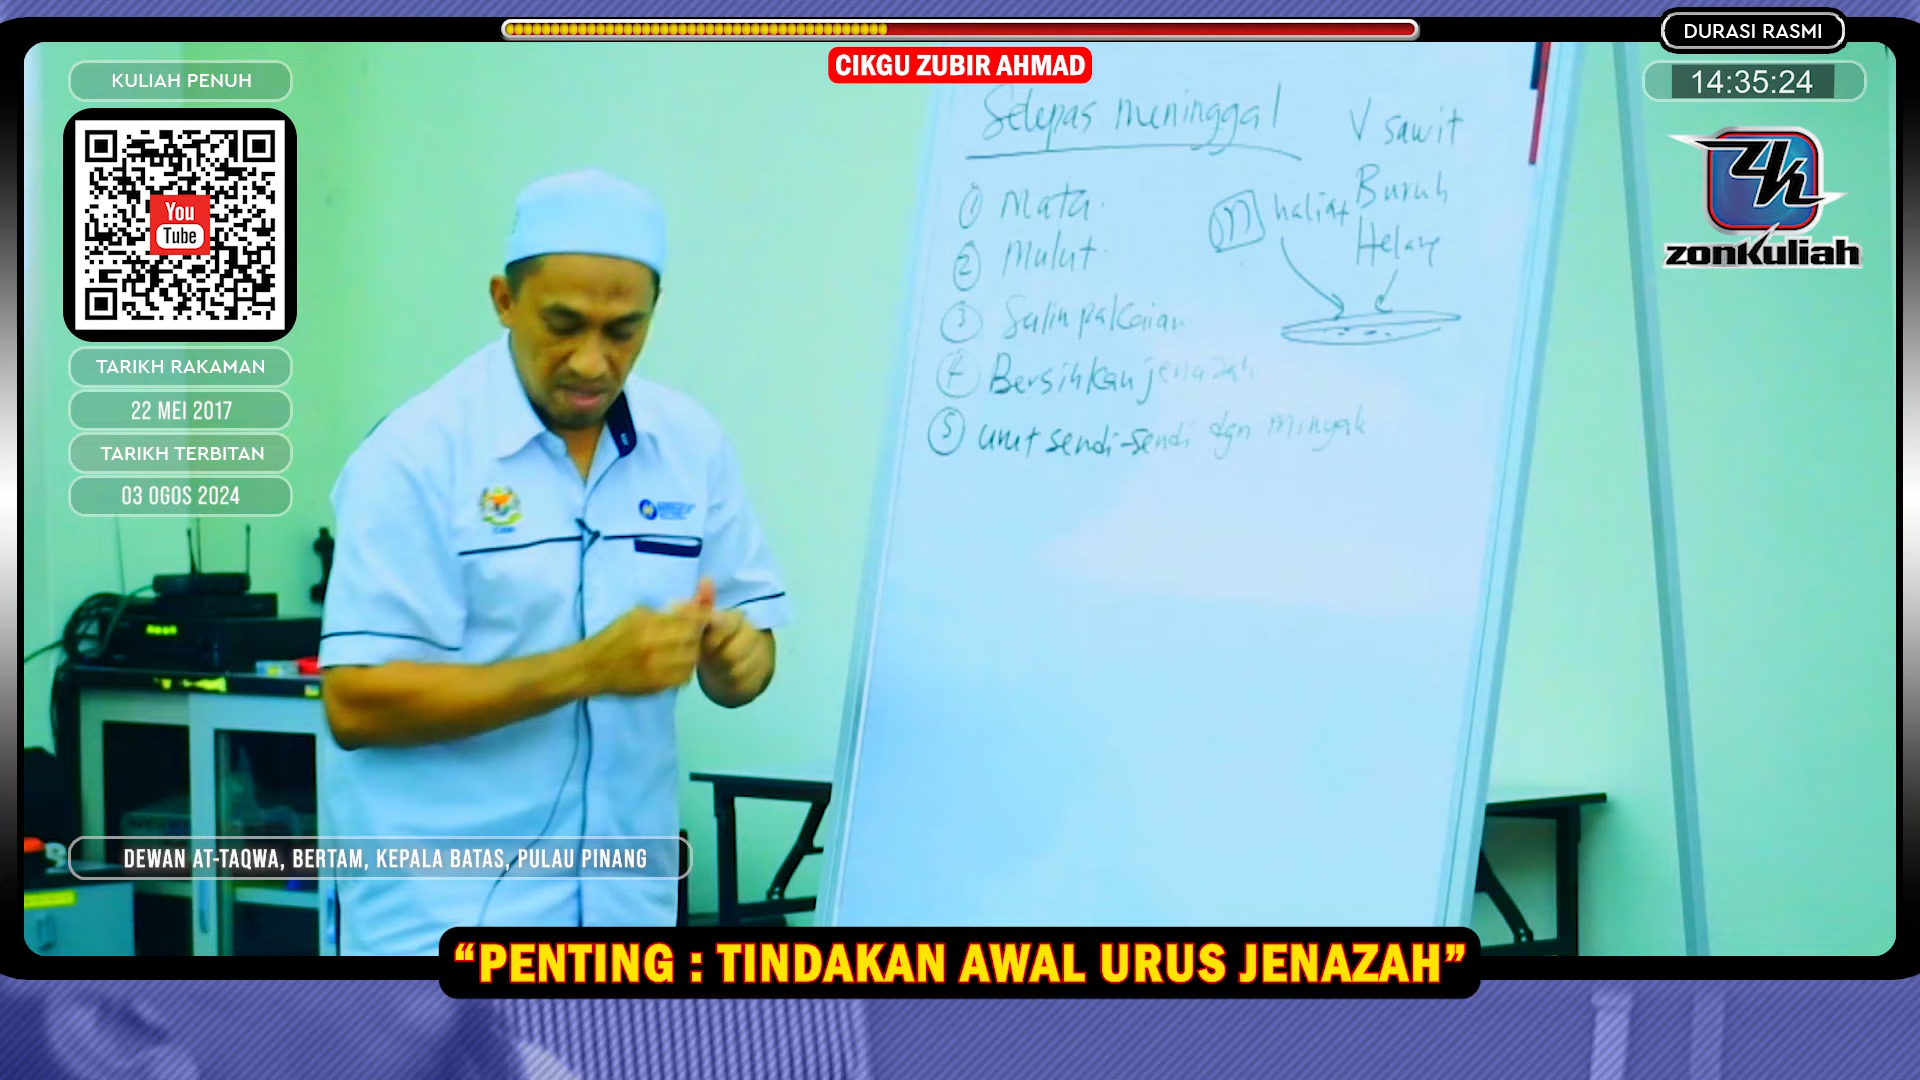 DURASI RASMI
CIKGU ZUBIR AHMAD
KULIAH PENUH
14:35:24
You
Tube
ZK
zonkuliah
TARIKH RAKAMAN
22 MEI 2017
TARIKH TERBITAN
03 OGOS 2024
Selepas meninggal
V sawit
① Mata.
haliat
Buruh
② Mulut.
③ Salin pakaian
④ Bersihkan jenazah
⑤ urut sendi-sendi dgn minyak
DEWAN AT-TAQWA, BERTAM, KEPALA BATAS, PULAU PINANG
“PENTING : TINDAKAN AWAL URUS JENAZAH”